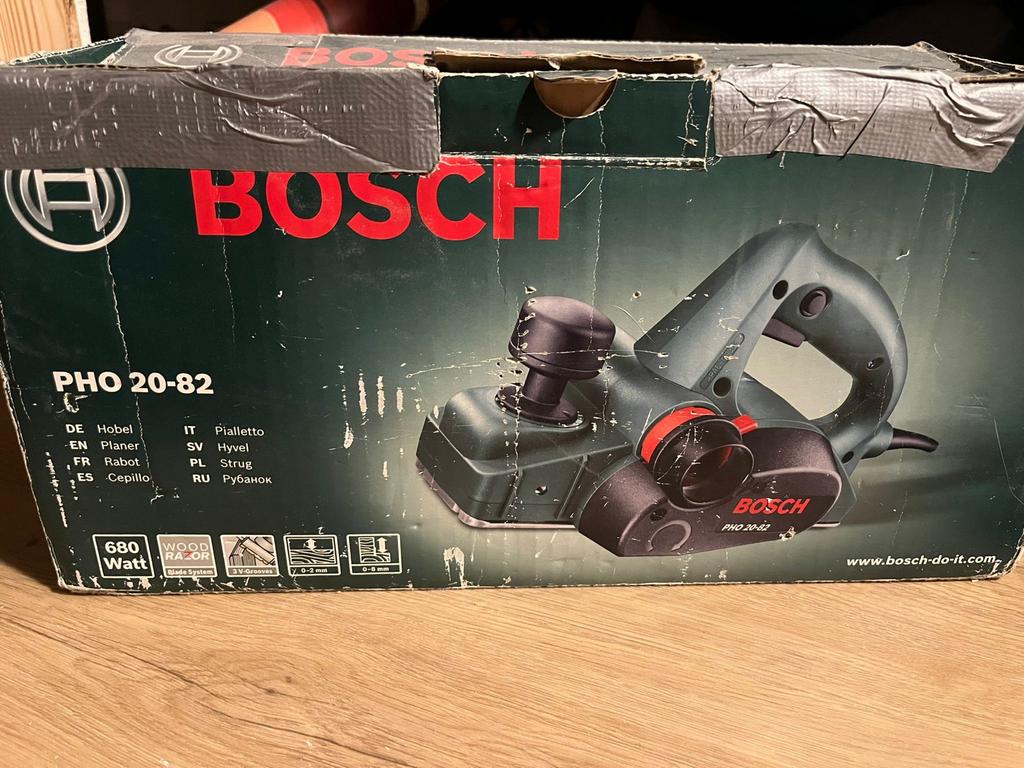 BOSCH
BOSCH
PHO 20-82
DE Hobel
EN Planer
FR Rabot
ES Cepillo
IT Pialletto
SV Hyvel
PL Strug
RU Рубанок
680 Watt
WOOD RAZOR Blade System
3 V-Grooves
0-2 mm
0-8 mm
BOSCH
PHO 20-82
www.bosch-do-it.com